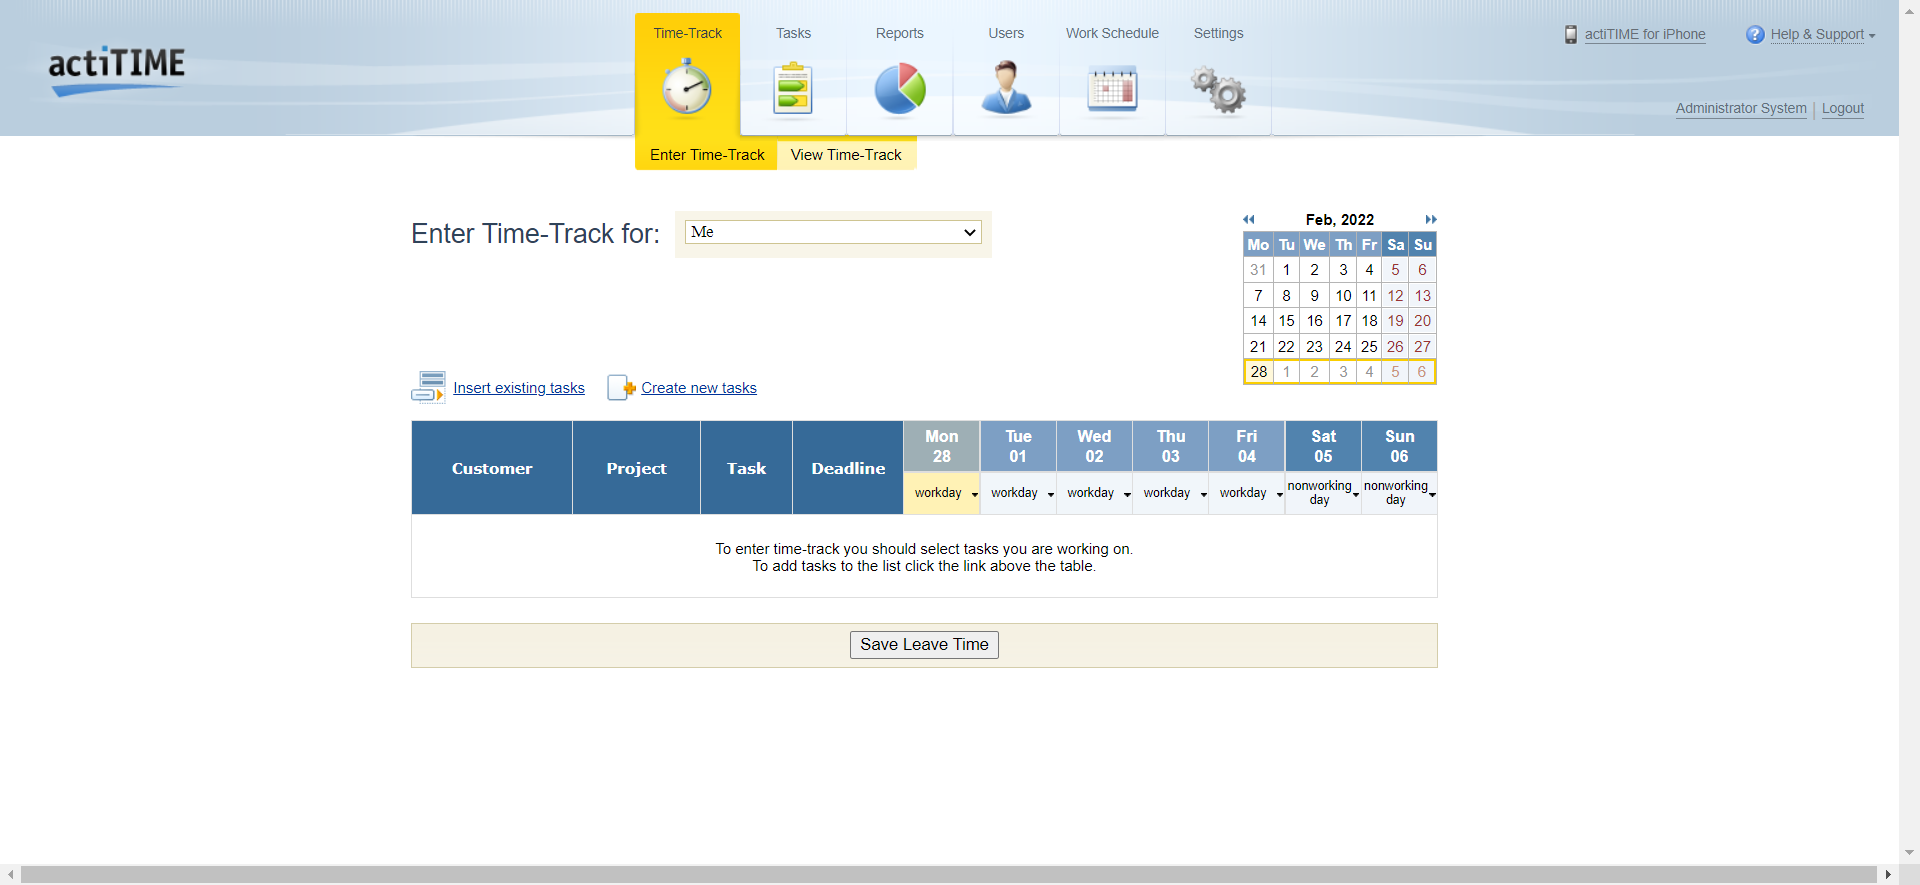 actiTIME
Time-Track
Tasks
Reports
Users
Work Schedule
Settings
actiTIME for iPhone
Help & Support
Administrator System | Logout
Enter Time-Track
View Time-Track
Enter Time-Track for:
Me
Feb, 2022
Mo Tu We Th Fr Sa Su
31 1 2 3 4 5 6
7 8 9 10 11 12 13
14 15 16 17 18 19 20
21 22 23 24 25 26 27
28 1 2 3 4 5 6
Insert existing tasks
Create new tasks
Customer Project Task Deadline
Mon Tue Wed Thu Fri Sat Sun
28 01 02 03 04 05 06
workday workday workday workday workday nonworking day nonworking day
To enter time-track you should select tasks you are working on.
To add tasks to the list click the link above the table.
Save Leave Time